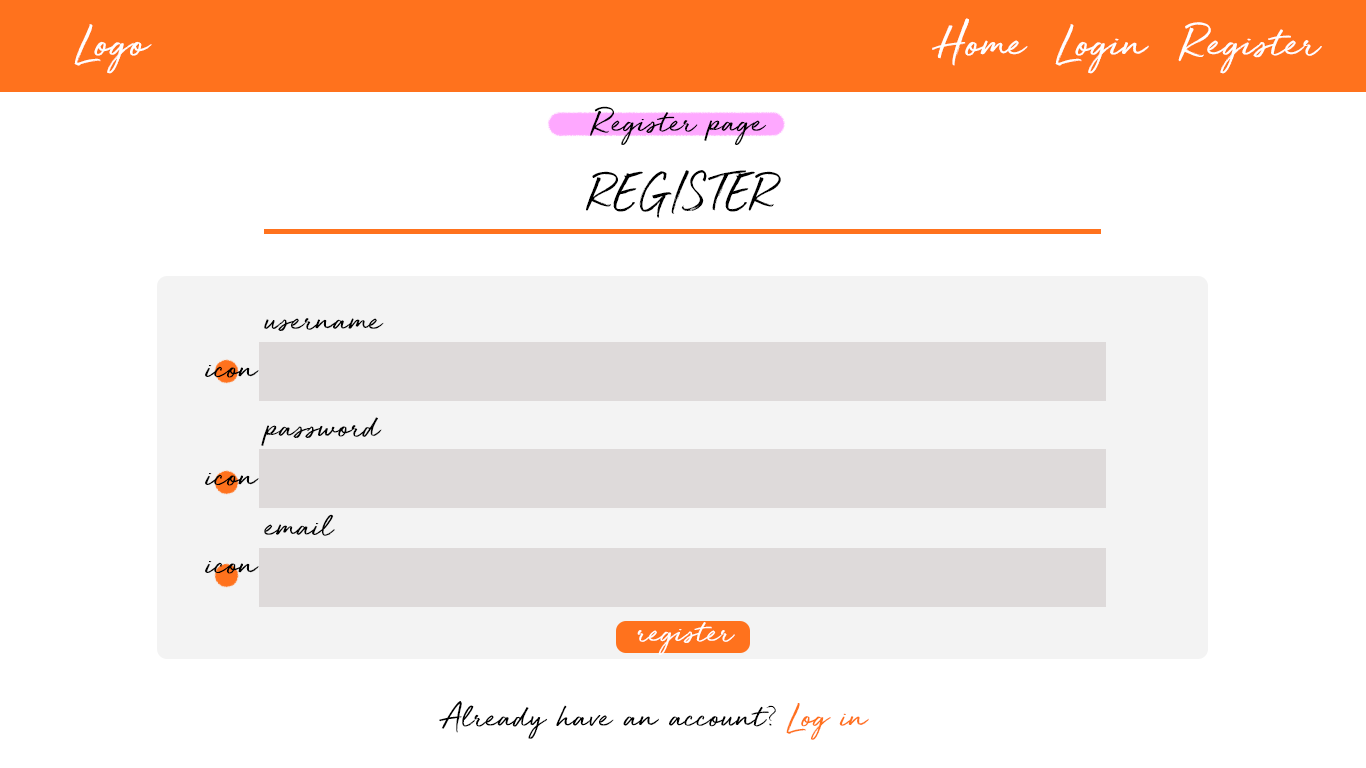 Logo Home Login Register
Register page
REGISTER
username
icon
password
icon
email
icon
register
Already have an account? Log in